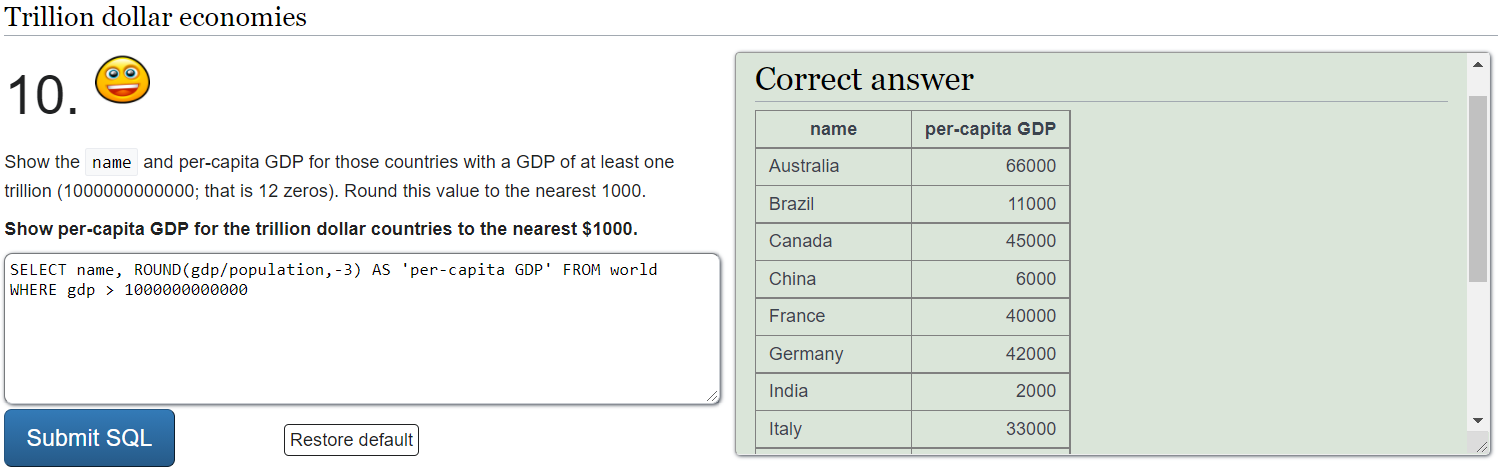 Trillion dollar economies
10.
Show the name and per-capita GDP for those countries with a GDP of at least one
trillion (1000000000000; that is 12 zeros). Round this value to the nearest 1000.
Show per-capita GDP for the trillion dollar countries to the nearest $1000.
SELECT name, ROUND(gdp/population,-3) AS 'per-capita GDP' FROM world
WHERE gdp > 1000000000000
Submit SQL
Restore default
Correct answer
name per-capita GDP
Australia 66000
Brazil 11000
Canada 45000
China 6000
France 40000
Germany 42000
India 2000
Italy 33000